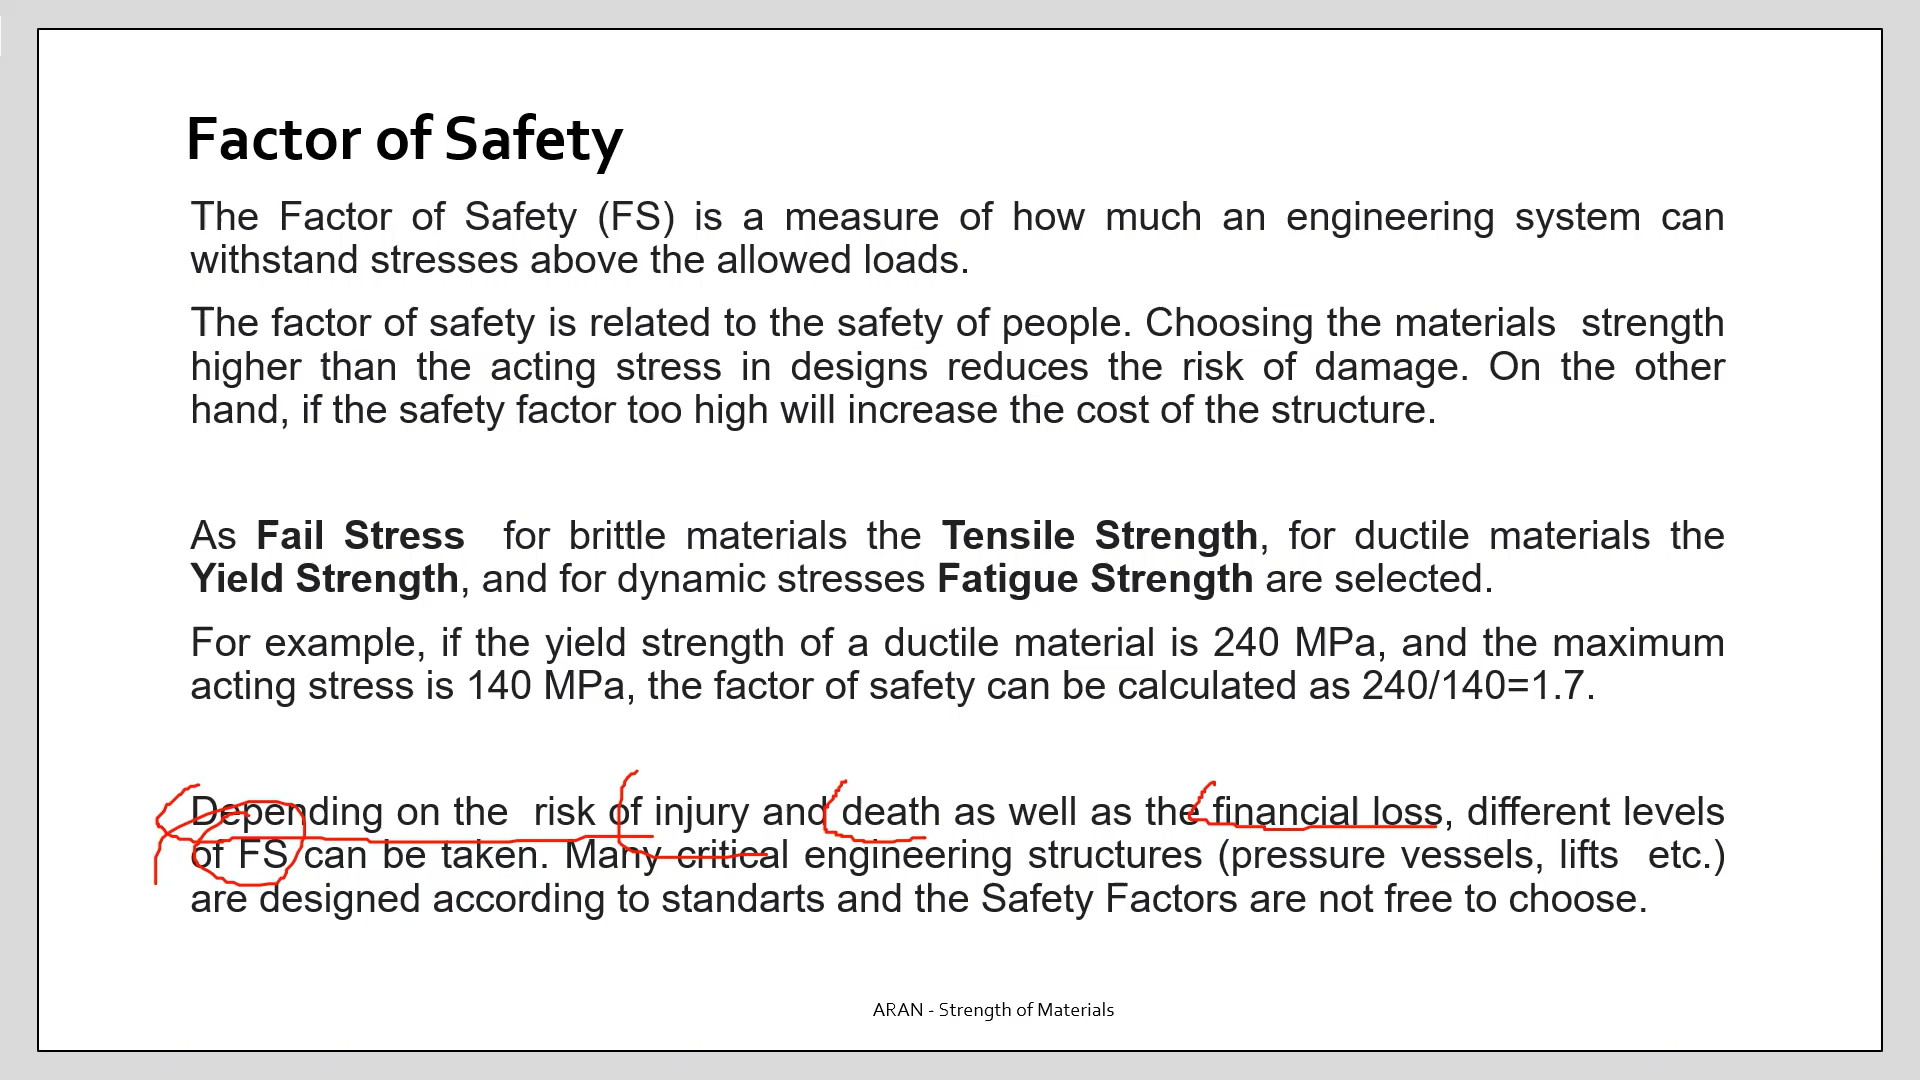 Factor of Safety
The Factor of Safety (FS) is a measure of how much an engineering system can
withstand stresses above the allowed loads.
The factor of safety is related to the safety of people. Choosing the materials strength
higher than the acting stress in designs reduces the risk of damage. On the other
hand, if the safety factor too high will increase the cost of the structure.
As Fail Stress for brittle materials the Tensile Strength, for ductile materials the
Yield Strength, and for dynamic stresses Fatigue Strength are selected.
For example, if the yield strength of a ductile material is 240 MPa, and the maximum
acting stress is 140 MPa, the factor of safety can be calculated as 240/140=1.7.
Depending on the risk of injury and death as well as the financial loss, different levels
of FS can be taken. Many critical engineering structures (pressure vessels, lifts etc.)
are designed according to standarts and the Safety Factors are not free to choose.
ARAN - Strength of Materials